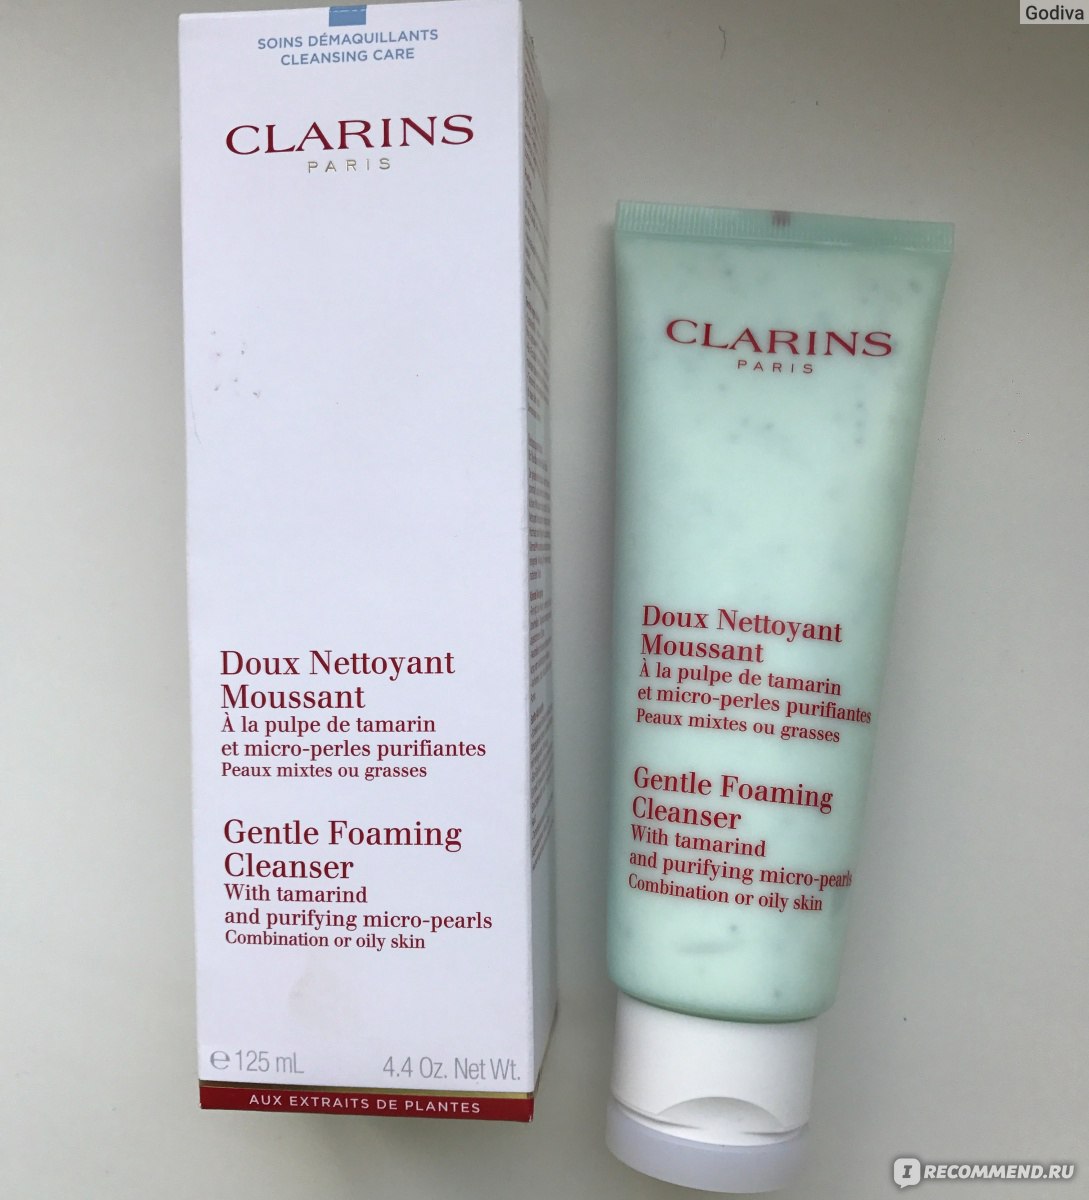 Godiva
SOINS DÉMAQUILLANTS
CLEANSING CARE
CLARINS
PARIS
Doux Nettoyant
Moussant
À la pulpe de tamarin
et micro-perles purifiantes
Peaux mixtes ou grasses
Gentle Foaming
Cleanser
With tamarind
and purifying micro-pearls
Combination or oily skin
℮ 125 mL
4.4 Oz. Net Wt.
AUX EXTRAITS DE PLANTES
CLARINS
PARIS
Doux Nettoyant
Moussant
À la pulpe de tamarin
et micro-perles purifiantes
Peaux mixtes ou grasses
Gentle Foaming
Cleanser
With tamarind
and purifying micro-pearls
Combination or oily skin
IRECOMMEND.RU